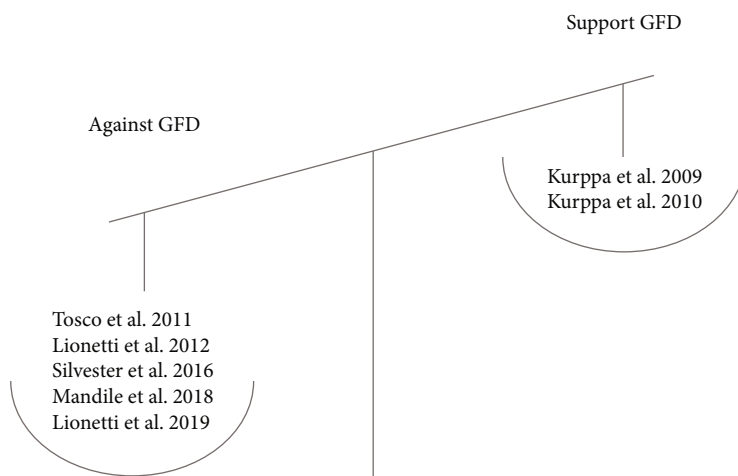 Support GFD
Against GFD
Kurppa et al. 2009
Kurppa et al. 2010
Tosco et al. 2011
Lionetti et al. 2012
Silvester et al. 2016
Mandile et al. 2018
Lionetti et al. 2019